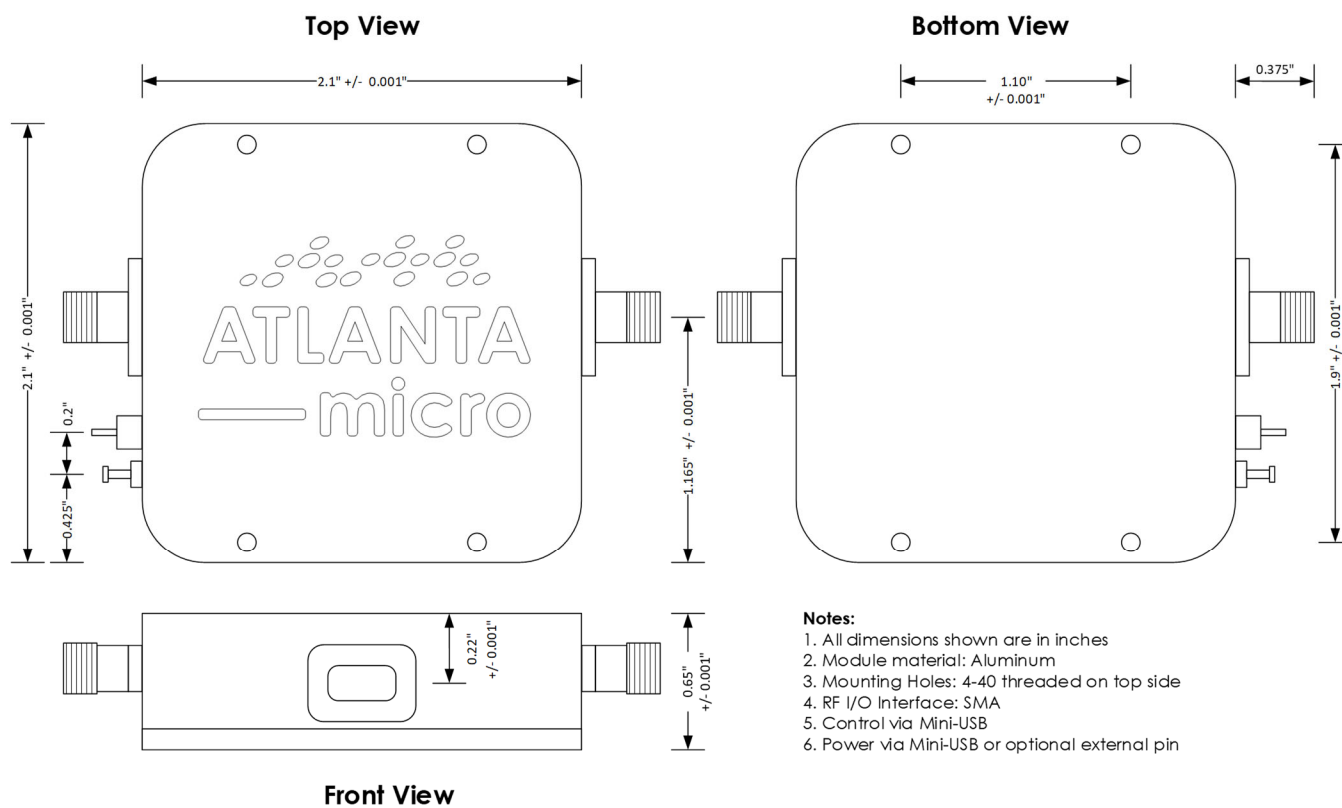 Top View
Bottom View
2.1" +/- 0.001"
1.10"
+/- 0.001"
0.375"
2.1" +/- 0.001"
ATLANTA
micro
0.2"
0.425"
1.165" +/- 0.001"
1.9" +/- 0.001"
0.22"
+/- 0.001"
0.65"
+/- 0.001"
Notes:
1. All dimensions shown are in inches
2. Module material: Aluminum
3. Mounting Holes: 4-40 threaded on top side
4. RF I/O Interface: SMA
5. Control via Mini-USB
6. Power via Mini-USB or optional external pin
Front View